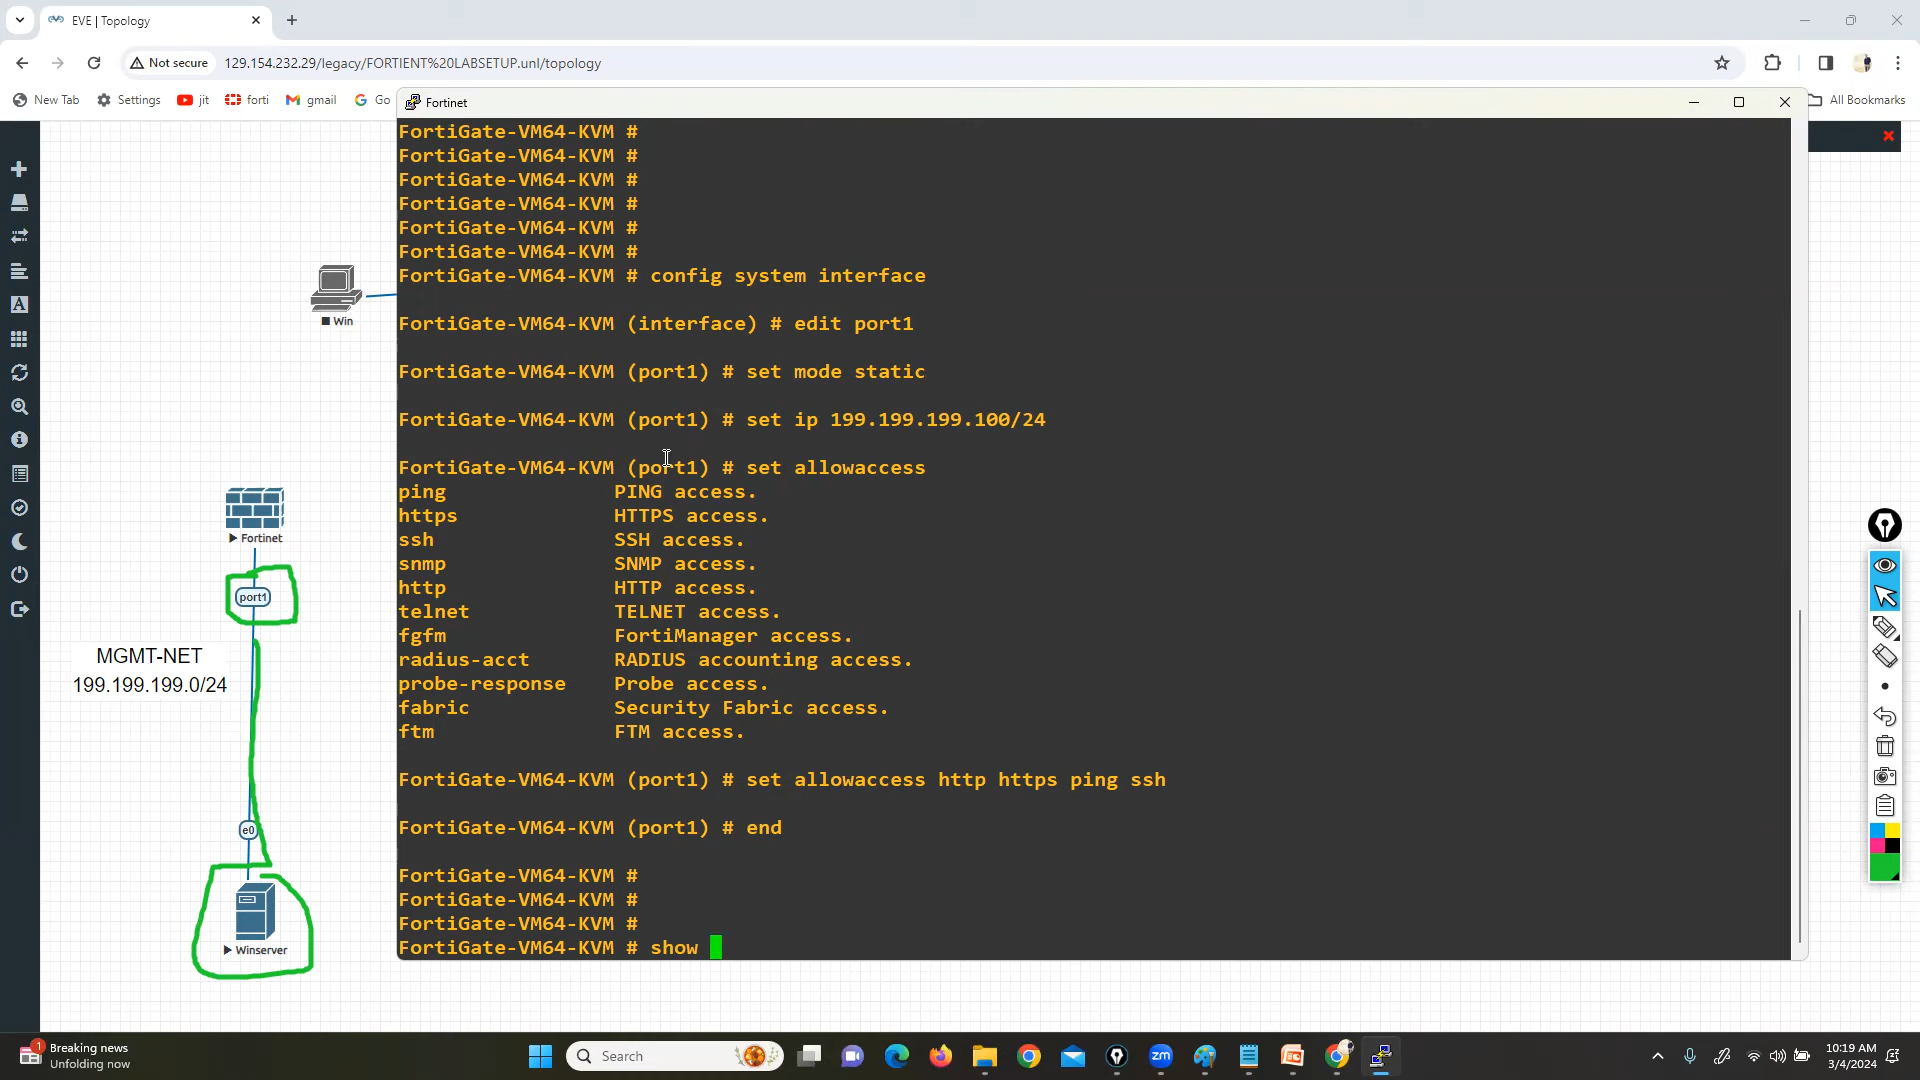 EVE | Topology
Not secure
129.154.232.29/legacy/FORTIENT%20LABSETUP.unl/topology
New Tab
Settings
jit
forti
gmail
Go
All Bookmarks
Fortinet
FortiGate-VM64-KVM #
FortiGate-VM64-KVM #
FortiGate-VM64-KVM #
FortiGate-VM64-KVM #
FortiGate-VM64-KVM #
FortiGate-VM64-KVM #
FortiGate-VM64-KVM # config system interface
FortiGate-VM64-KVM (interface) # edit port1
FortiGate-VM64-KVM (port1) # set mode static
FortiGate-VM64-KVM (port1) # set ip 199.199.199.100/24
FortiGate-VM64-KVM (port1) # set allowaccess
ping PING access.
https HTTPS access.
ssh SSH access.
snmp SNMP access.
http HTTP access.
telnet TELNET access.
fgfm FortiManager access.
radius-acct RADIUS accounting access.
probe-response Probe access.
fabric Security Fabric access.
ftm FTM access.
FortiGate-VM64-KVM (port1) # set allowaccess http https ping ssh
FortiGate-VM64-KVM (port1) # end
FortiGate-VM64-KVM #
FortiGate-VM64-KVM #
FortiGate-VM64-KVM #
FortiGate-VM64-KVM # show
Win
Fortinet
port1
MGMT-NET
199.199.199.0/24
e0
Winserver
1
Breaking news
Unfolding now
Search
zm
10:19 AM
3/4/2024